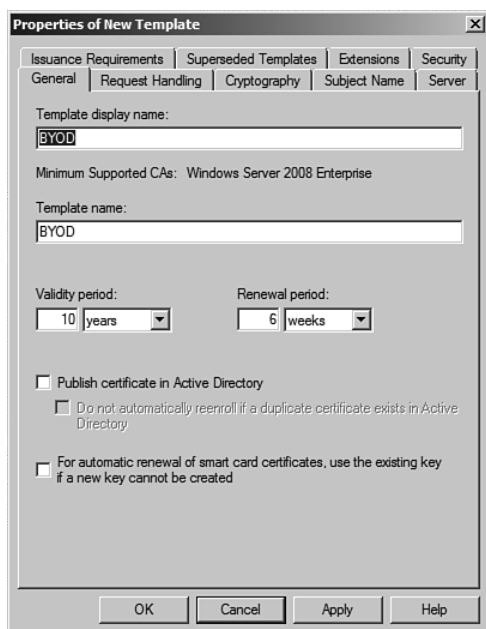 Properties of New Template
Issuance Requirements Superseded Templates Extensions Security
General Request Handling Cryptography Subject Name Server
Template display name:
BYOD
Minimum Supported CAs: Windows Server 2008 Enterprise
Template name:
BYOD
Validity period: Renewal period:
10 years 6 weeks
Publish certificate in Active Directory
Do not automatically reenroll if a duplicate certificate exists in Active
Directory
For automatic renewal of smart card certificates, use the existing key
if a new key cannot be created
OK Cancel Apply Help